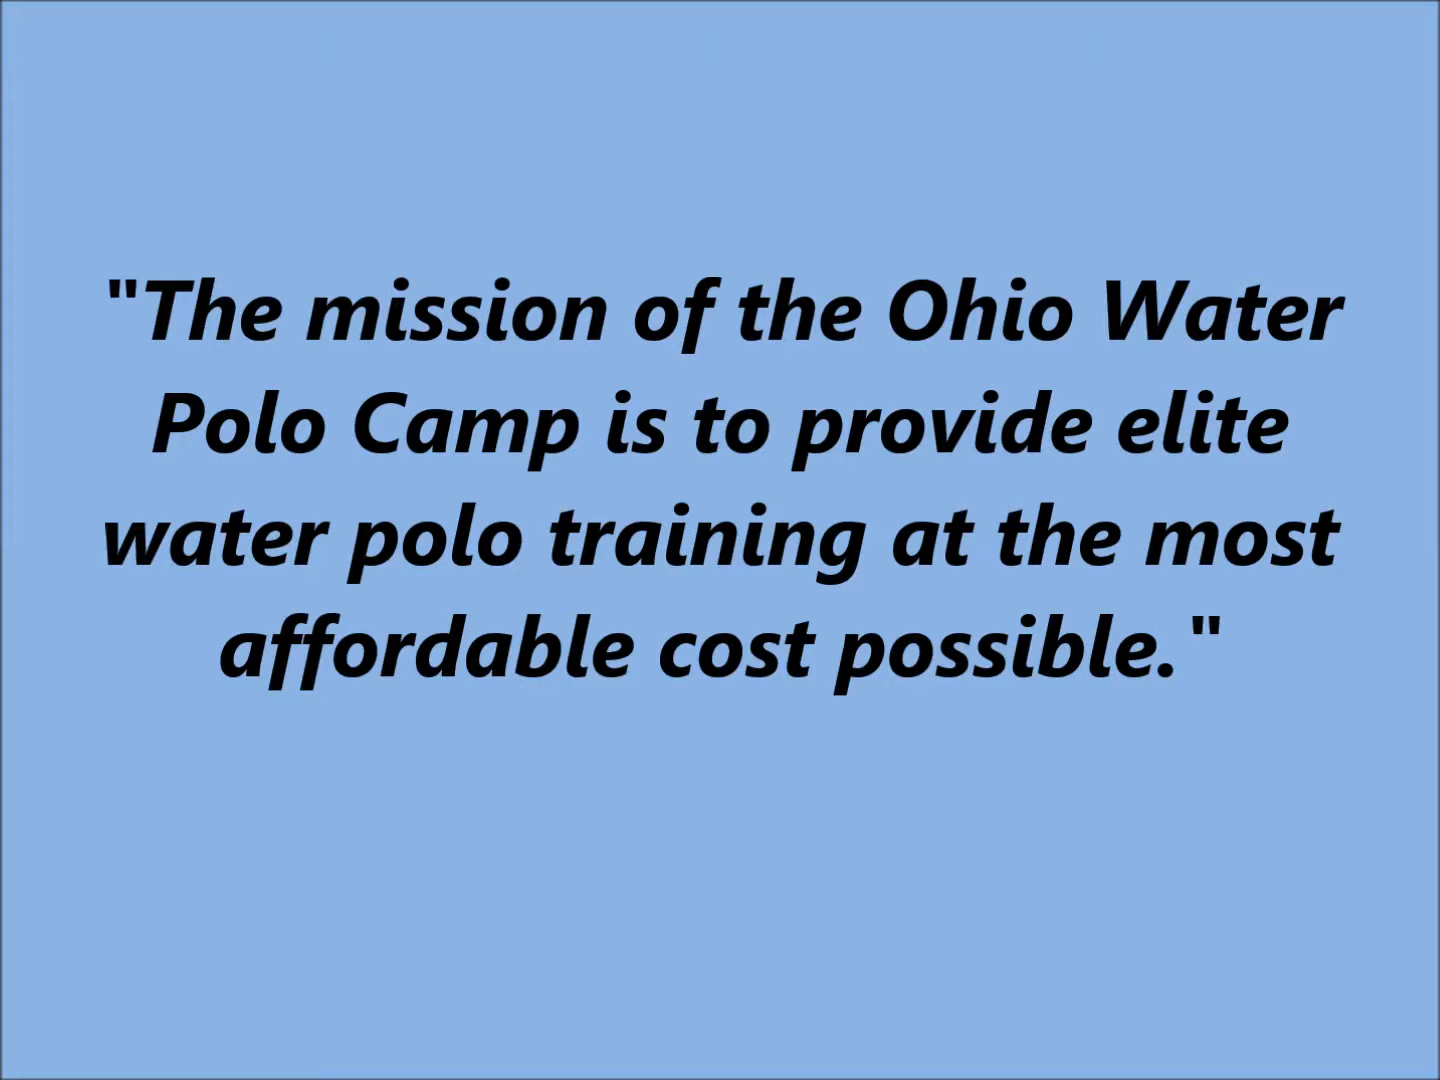 "The mission of the Ohio Water
Polo Camp is to provide elite
water polo training at the most
affordable cost possible."